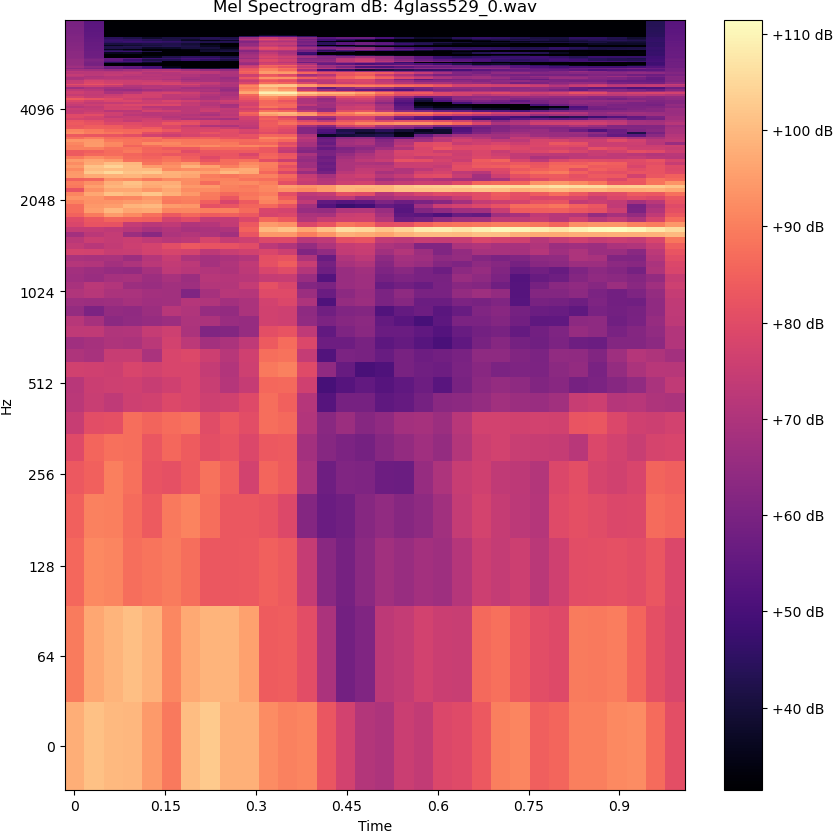 Mel Spectrogram dB: 4glass529_0.wav
+110 dB
4096
+100 dB
2048
+90 dB
1024
+80 dB
512
Hz
+70 dB
256
+60 dB
128
+50 dB
64
+40 dB
0
0 0.15 0.3 0.45 0.6 0.75 0.9
Time